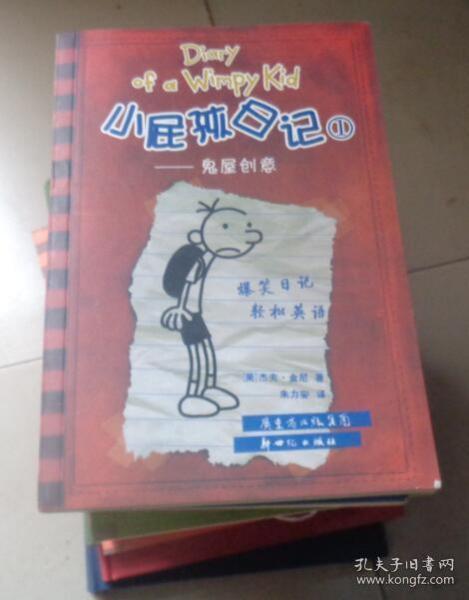 Diary
of a Wimpy Kid
小屁孩日记①
——鬼屋创意
爆笑日记
轻松英语
[美]杰夫·金尼 著
朱力安 译
广东省出版集团
新世纪出版社
孔夫子旧书网
www.kongfz.com